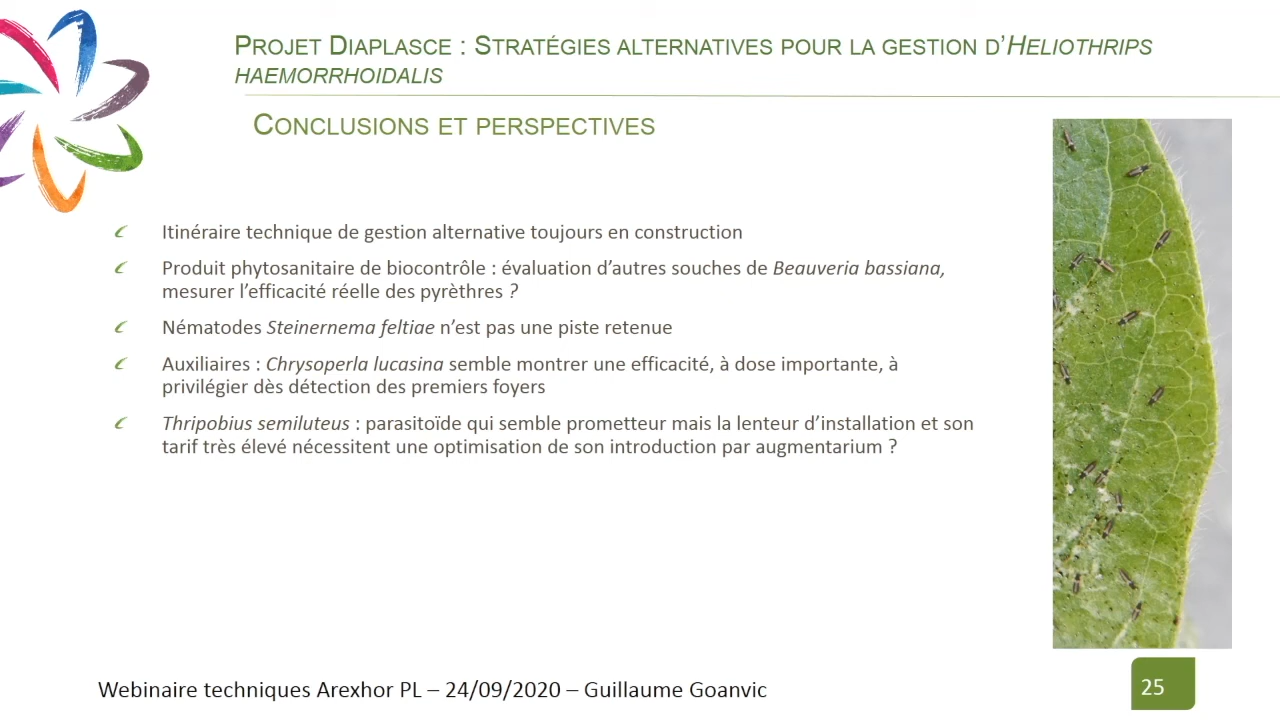 Projet Diaplasce : Stratégies alternatives pour la gestion d’Heliothrips
haemorrhoidalis
Conclusions et perspectives
Itinéraire technique de gestion alternative toujours en construction
Produit phytosanitaire de biocontrôle : évaluation d’autres souches de Beauveria bassiana,
mesurer l’efficacité réelle des pyrèthres ?
Nématodes Steinernema feltiae n’est pas une piste retenue
Auxiliaires : Chrysoperla lucasina semble montrer une efficacité, à dose importante, à
privilégier dès détection des premiers foyers
Thripobius semiluteus : parasitoïde qui semble prometteur mais la lenteur d’installation et son
tarif très élevé nécessitent une optimisation de son introduction par augmentarium ?
Webinaire techniques Arexhor PL – 24/09/2020 – Guillaume Goanvic
25